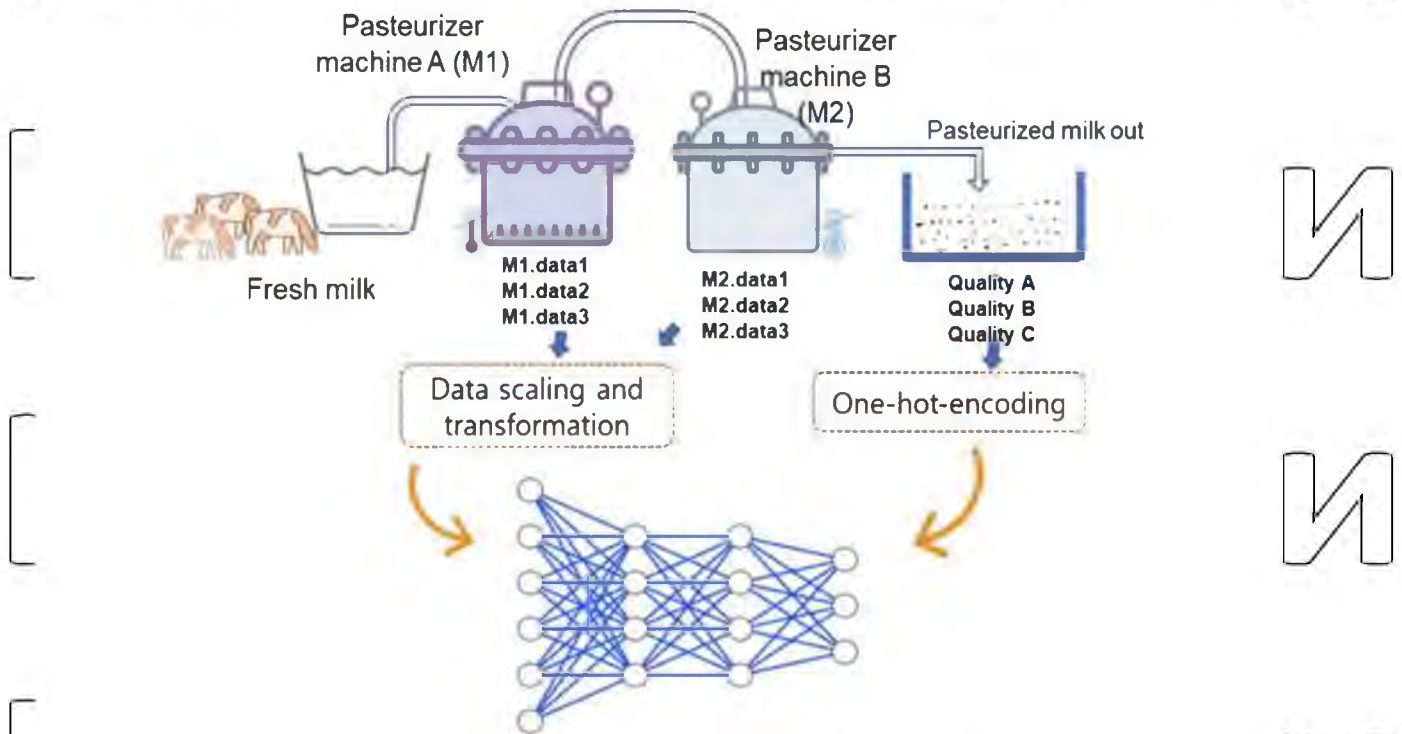 Pasteurizer
machine A (M1)
Pasteurizer
machine B
(M2)
Pasteurized milk out
Fresh milk
M1.data1
M1.data2
M1.data3
M2.data1
M2.data2
M2.data3
Quality A
Quality B
Quality C
Data scaling and
transformation
One-hot-encoding